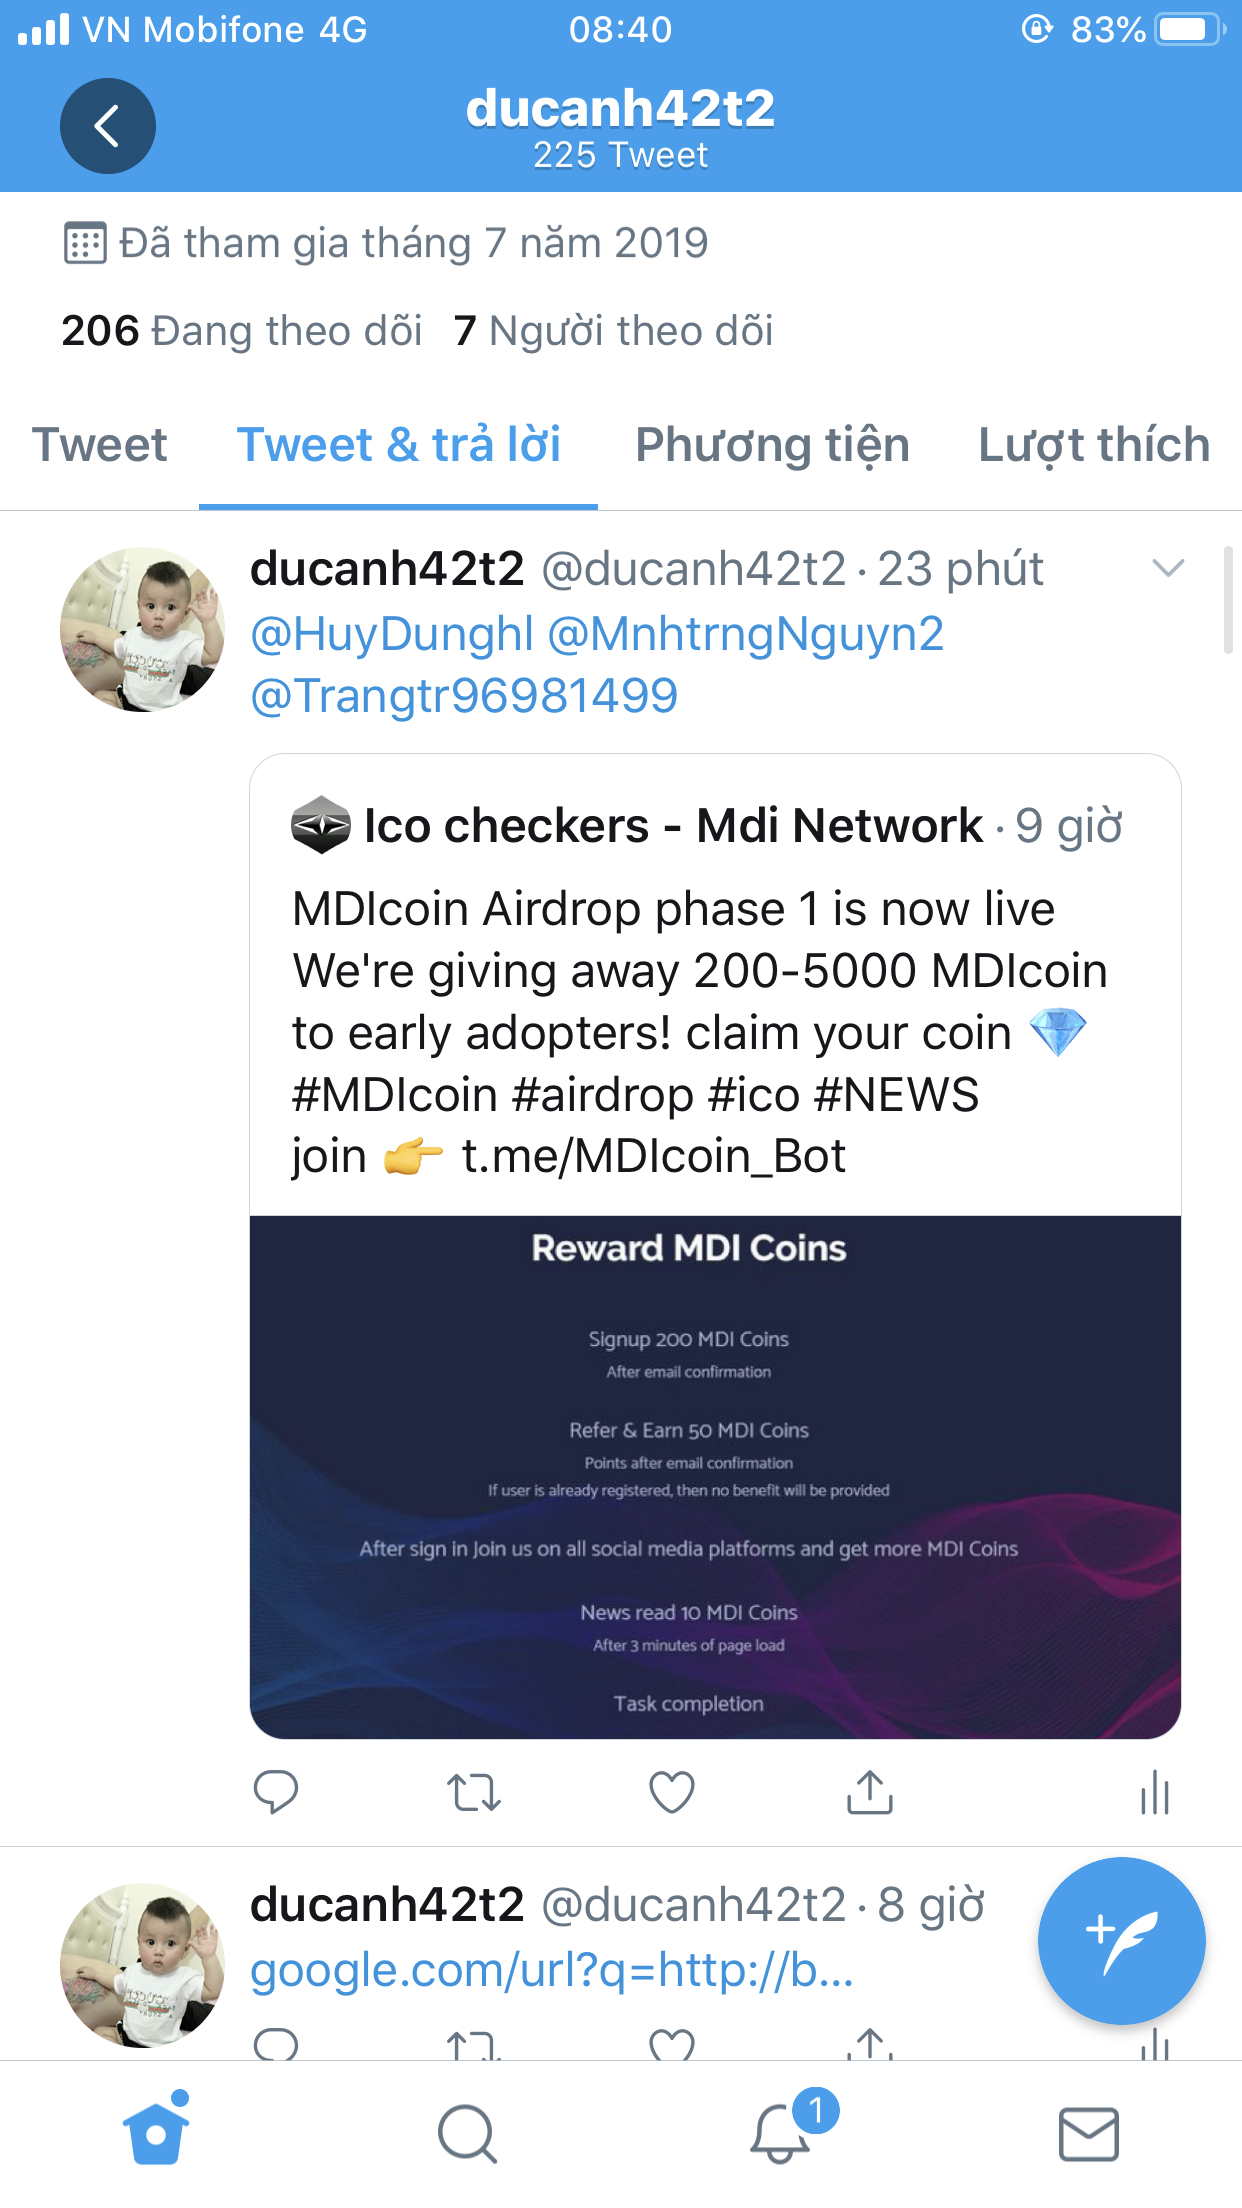 VN Mobifone 4G 08:40 83%
ducanh42t2
225 Tweet
Đã tham gia tháng 7 năm 2019
206 Đang theo dõi 7 Người theo dõi
Tweet Tweet & trả lời Phương tiện Lượt thích
ducanh42t2 @ducanh42t2 · 23 phút
@HuyDunghl @MnhtrngNguyn2
@Trangtr96981499
Ico checkers - Mdi Network · 9 giờ
MDIcoin Airdrop phase 1 is now live
We're giving away 200-5000 MDIcoin
to early adopters! claim your coin 💎
#MDIcoin #airdrop #ico #NEWS
join 👉 t.me/MDIcoin_Bot
Reward MDI Coins
Signup 200 MDI Coins
After email confirmation
Refer & Earn 50 MDI Coins
Points after email confirmation
If user is already registered, then no benefit will be provided
After sign in Join us on all social media platforms and get more MDI Coins
News read 10 MDI Coins
After 3 minutes of page load
Task completion
ducanh42t2 @ducanh42t2 · 8 giờ
google.com/url?q=http://b...
1